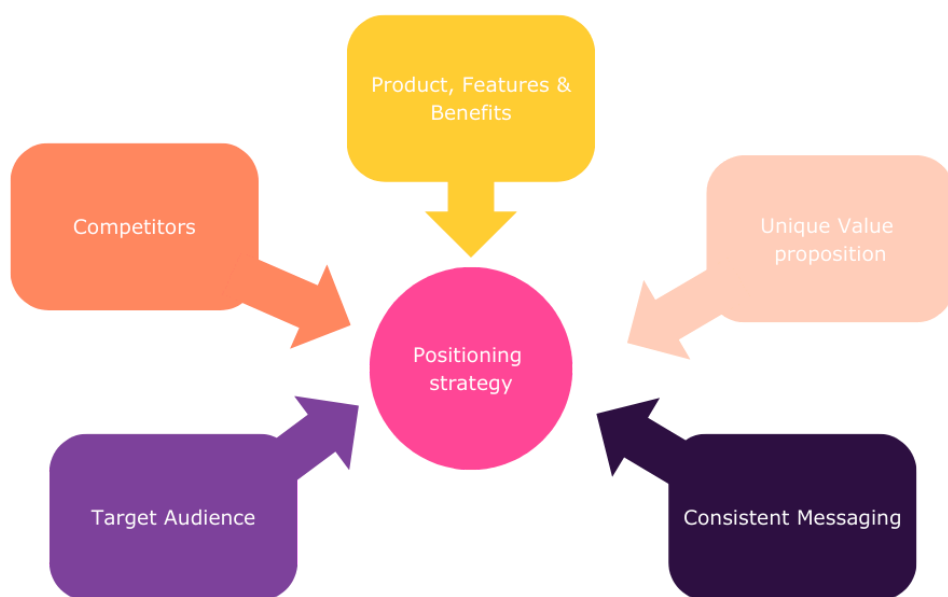 Product, Features &
Benefits
Competitors
Unique Value
proposition
Positioning
strategy
Target Audience
Consistent Messaging